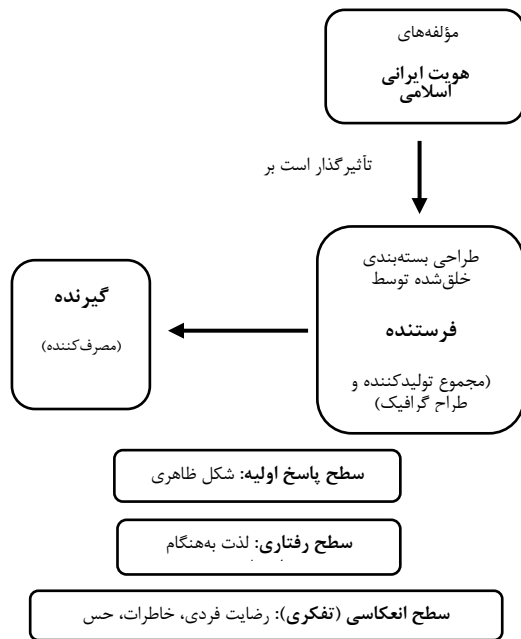 مؤلفه‌های
هویت ایرانی
اسلامی
تأثیرگذار است بر
طراحی بسته‌بندی
خلق‌شده توسط
فرستنده
(مجموع تولیدکننده و
طراح گرافیک)
گیرنده
(مصرف‌کننده)
سطح پاسخ اولیه: شکل ظاهری
سطح رفتاری: لذت به‌هنگام
سطح انعکاسی (تفکری): رضایت فردی، خاطرات، حس